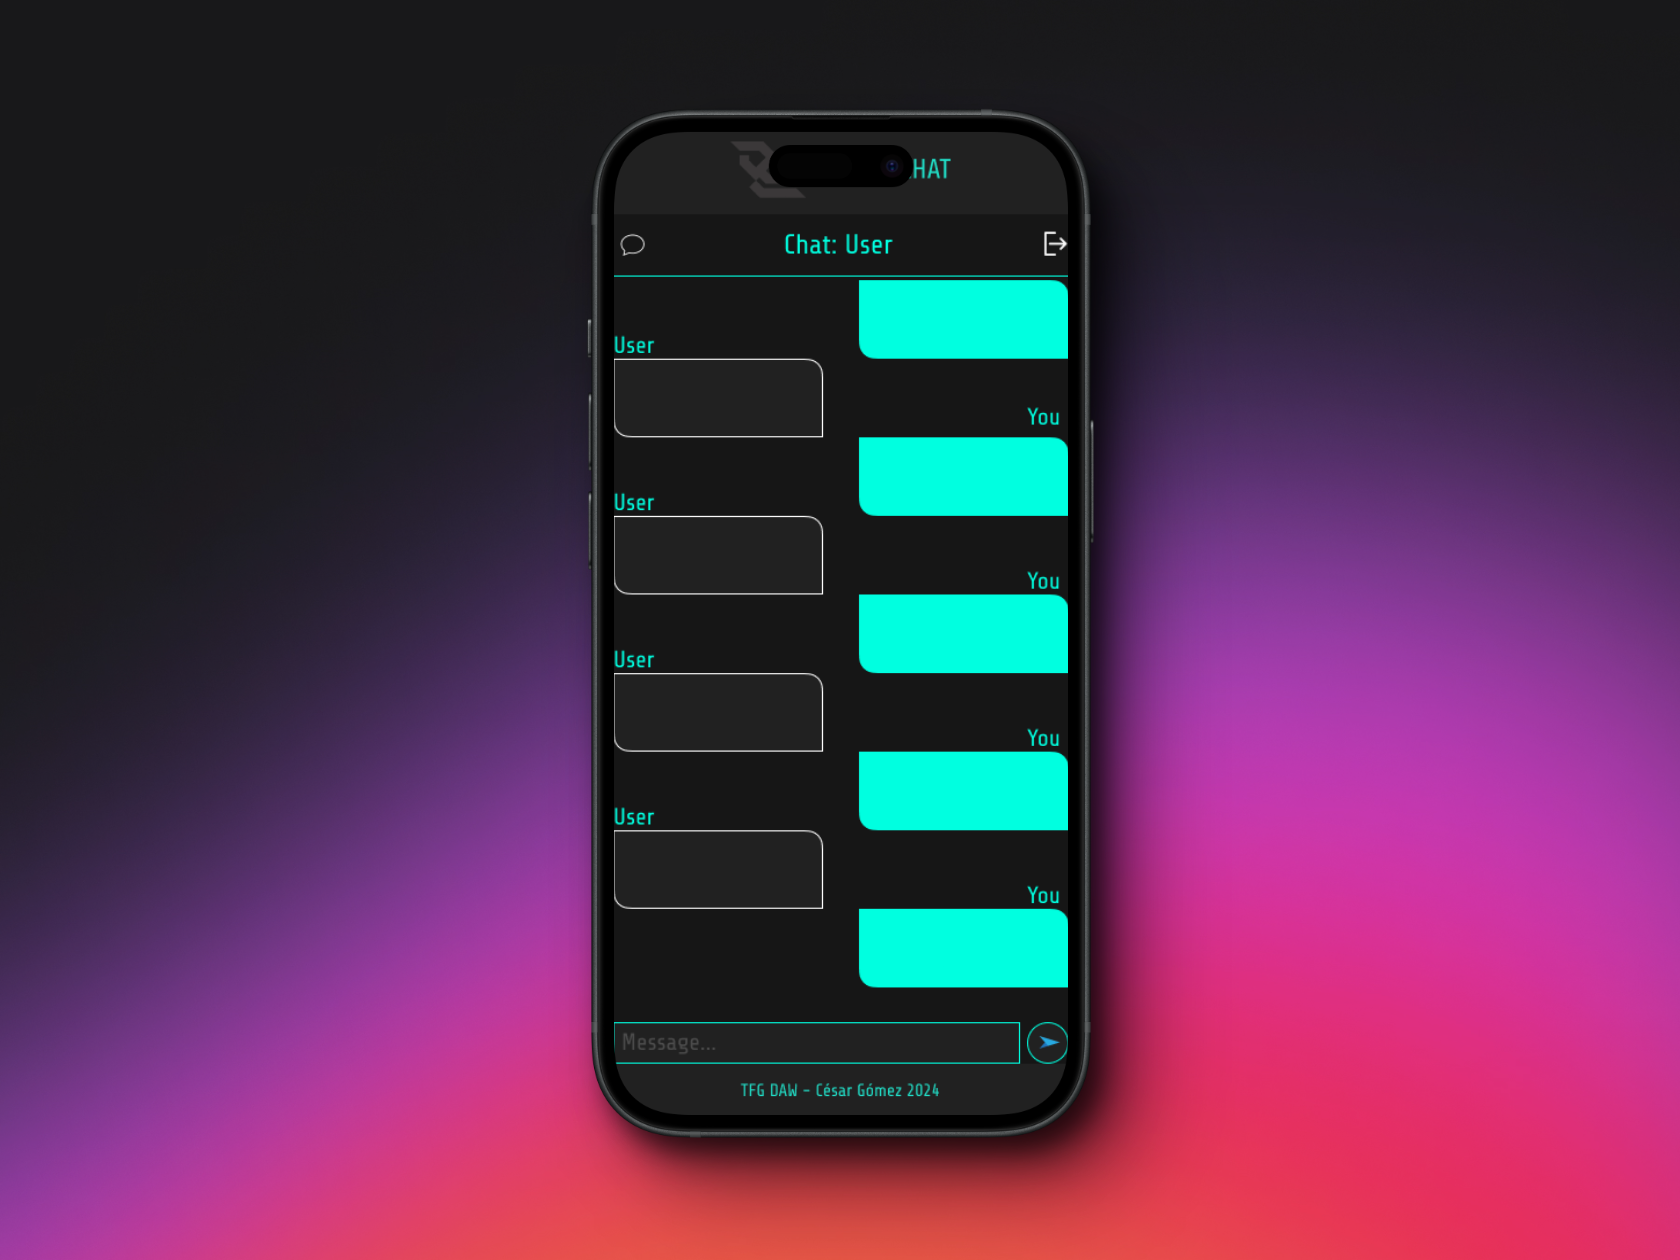 HAT
Chat: User
User
You
User
You
User
You
User
You
Message...
TFG DAW - César Gómez 2024